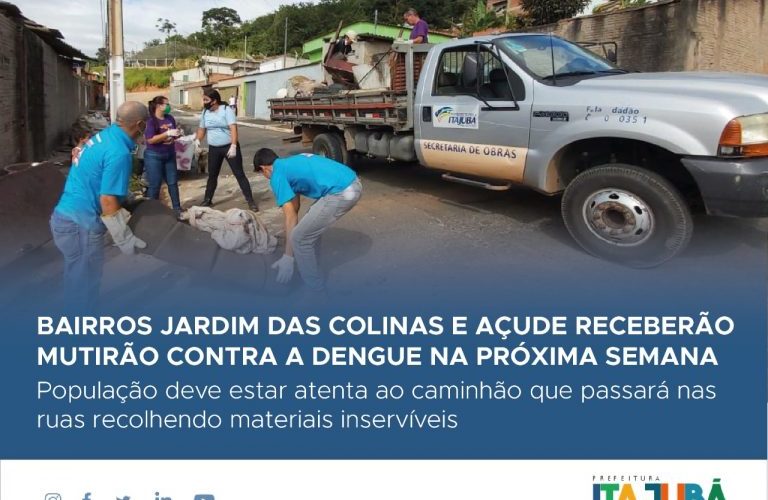 ITAJUBÁ
SECRETARIA DE OBRAS
BAIRROS JARDIM DAS COLINAS E AÇUDE RECEBERÃO
MUTIRÃO CONTRA A DENGUE NA PRÓXIMA SEMANA
População deve estar atenta ao caminhão que passará nas
ruas recolhendo materiais inservíveis
PREFEITURA
ITAJUBÁ